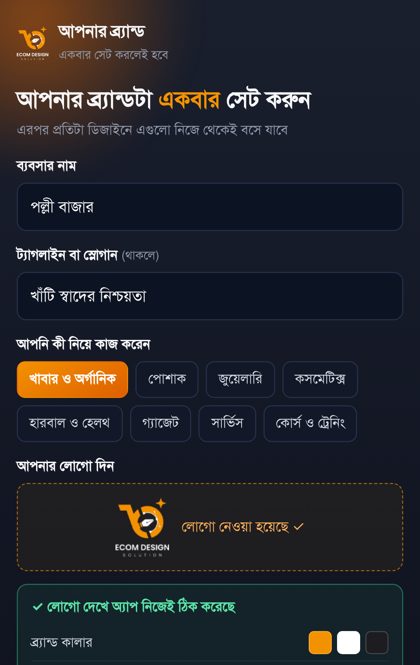 আপনার ব্র্যান্ড
একবার সেট করলেই হবে
ECOM DESIGN
SOLUTION
আপনার ব্র্যান্ডটা একবার সেট করুন
এরপর প্রতিটা ডিজাইনে এগুলো নিজে থেকেই বসে যাবে
ব্যবসার নাম
পল্লী বাজার
ট্যাগলাইন বা স্লোগান (থাকলে)
খাঁটি স্বাদের নিশ্চয়তা
আপনি কী নিয়ে কাজ করেন
খাবার ও অর্গানিক পোশাক জুয়েলারি কসমেটিক্স
হারবাল ও হেলথ গ্যাজেট সার্ভিস কোর্স ও ট্রেনিং
আপনার লোগো দিন
লোগো নেওয়া হয়েছে ✓
ECOM DESIGN
SOLUTION
✓ লোগো দেখে অ্যাপ নিজেই ঠিক করেছে
ব্র্যান্ড কালার